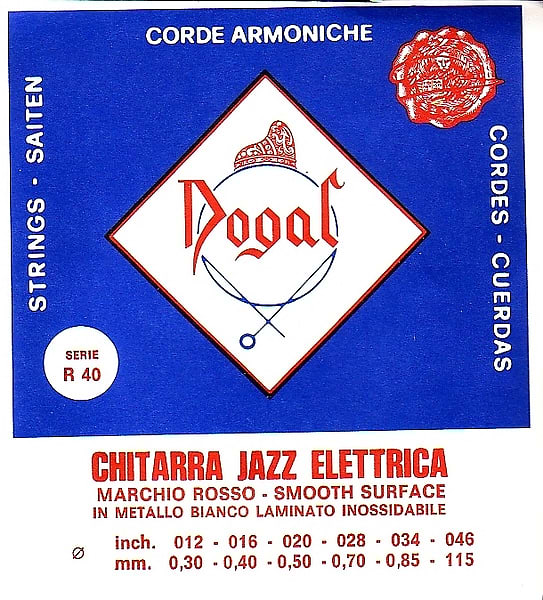 CORDE ARMONICHE
STRINGS - SAITEN
CORDES - CUERDAS
Dogal
SERIE
R 40
CHITARRA JAZZ ELETTRICA
MARCHIO ROSSO - SMOOTH SURFACE
IN METALLO BIANCO LAMINATO INOSSIDABILE
Ø inch. 012 - 016 - 020 - 028 - 034 - 046
mm. 0,30 - 0,40 - 0,50 - 0,70 - 0,85 - 115